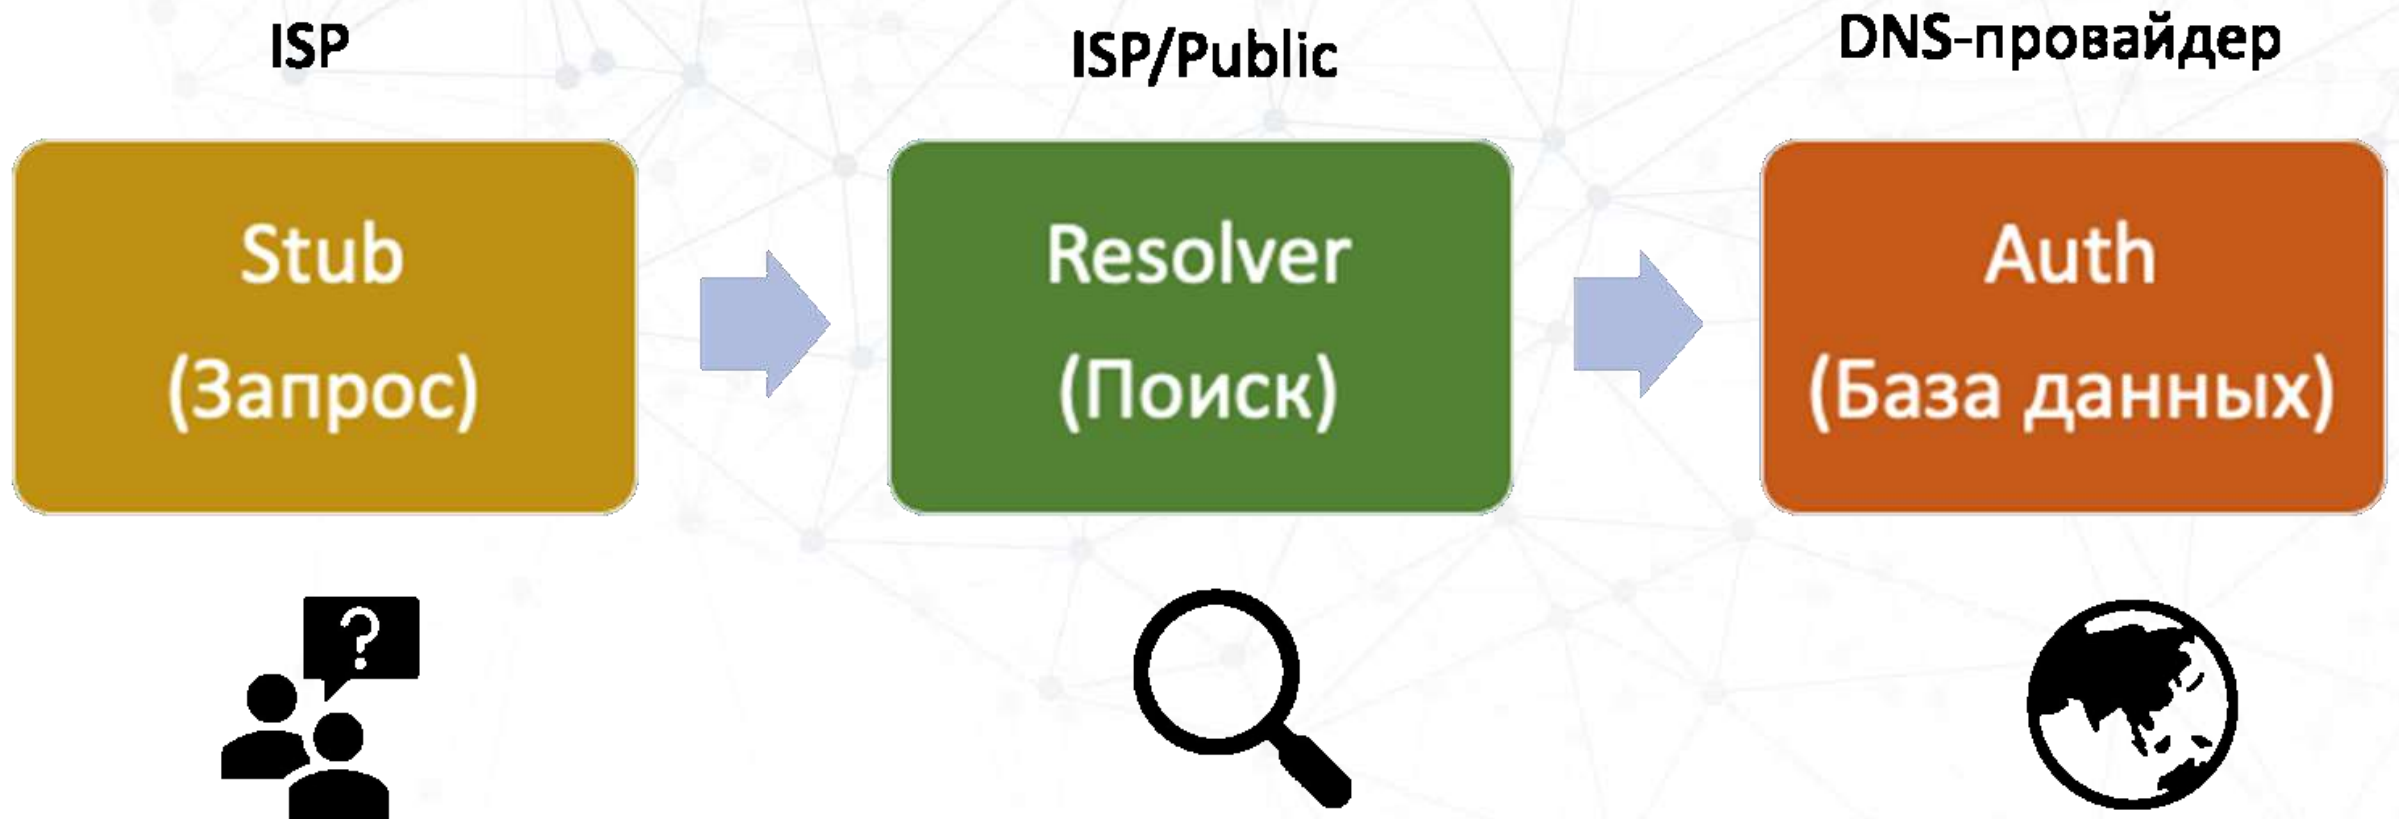 ISP
ISP/Public
DNS-провайдер
Stub
(Запрос)
Resolver
(Поиск)
Auth
(База данных)
?